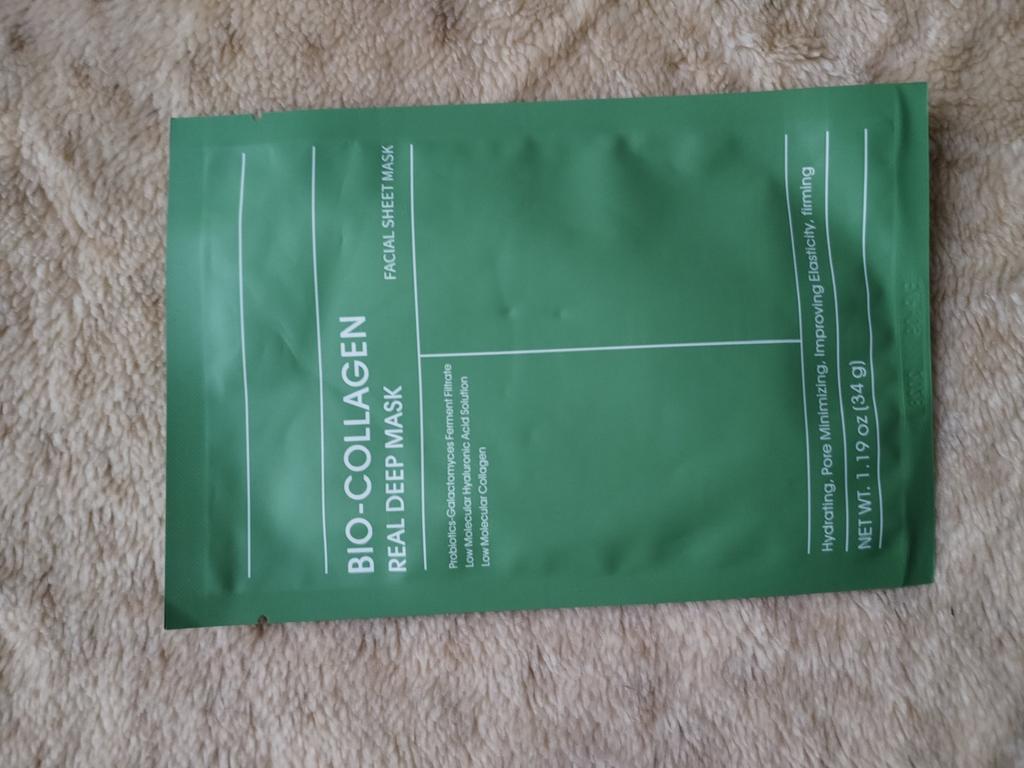 BIO-COLLAGEN
REAL DEEP MASK
FACIAL SHEET MASK
Probiotics-Galactomyces Ferment Filtrate
Low Molecular Hyaluronic Acid Solution
Low Molecular Collagen
Hydrating, Pore Minimizing, Improving Elasticity, firming
NET WT. 1.19 oz (34 g)